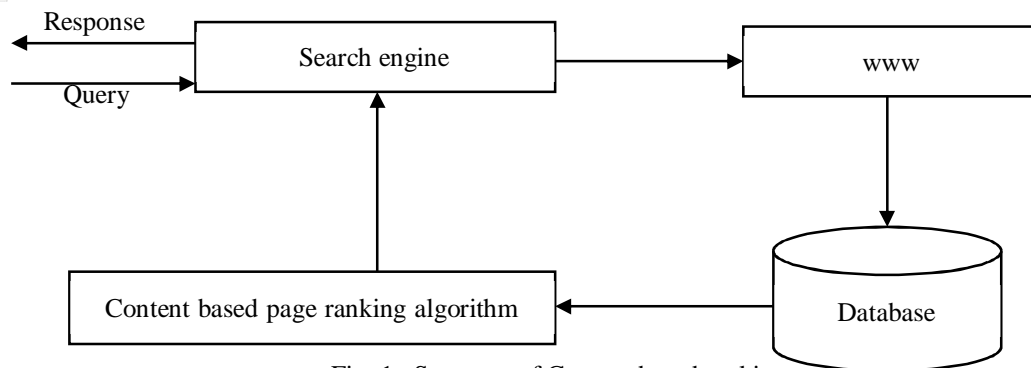 Response
Search engine
www
Query
Content based page ranking algorithm
Database